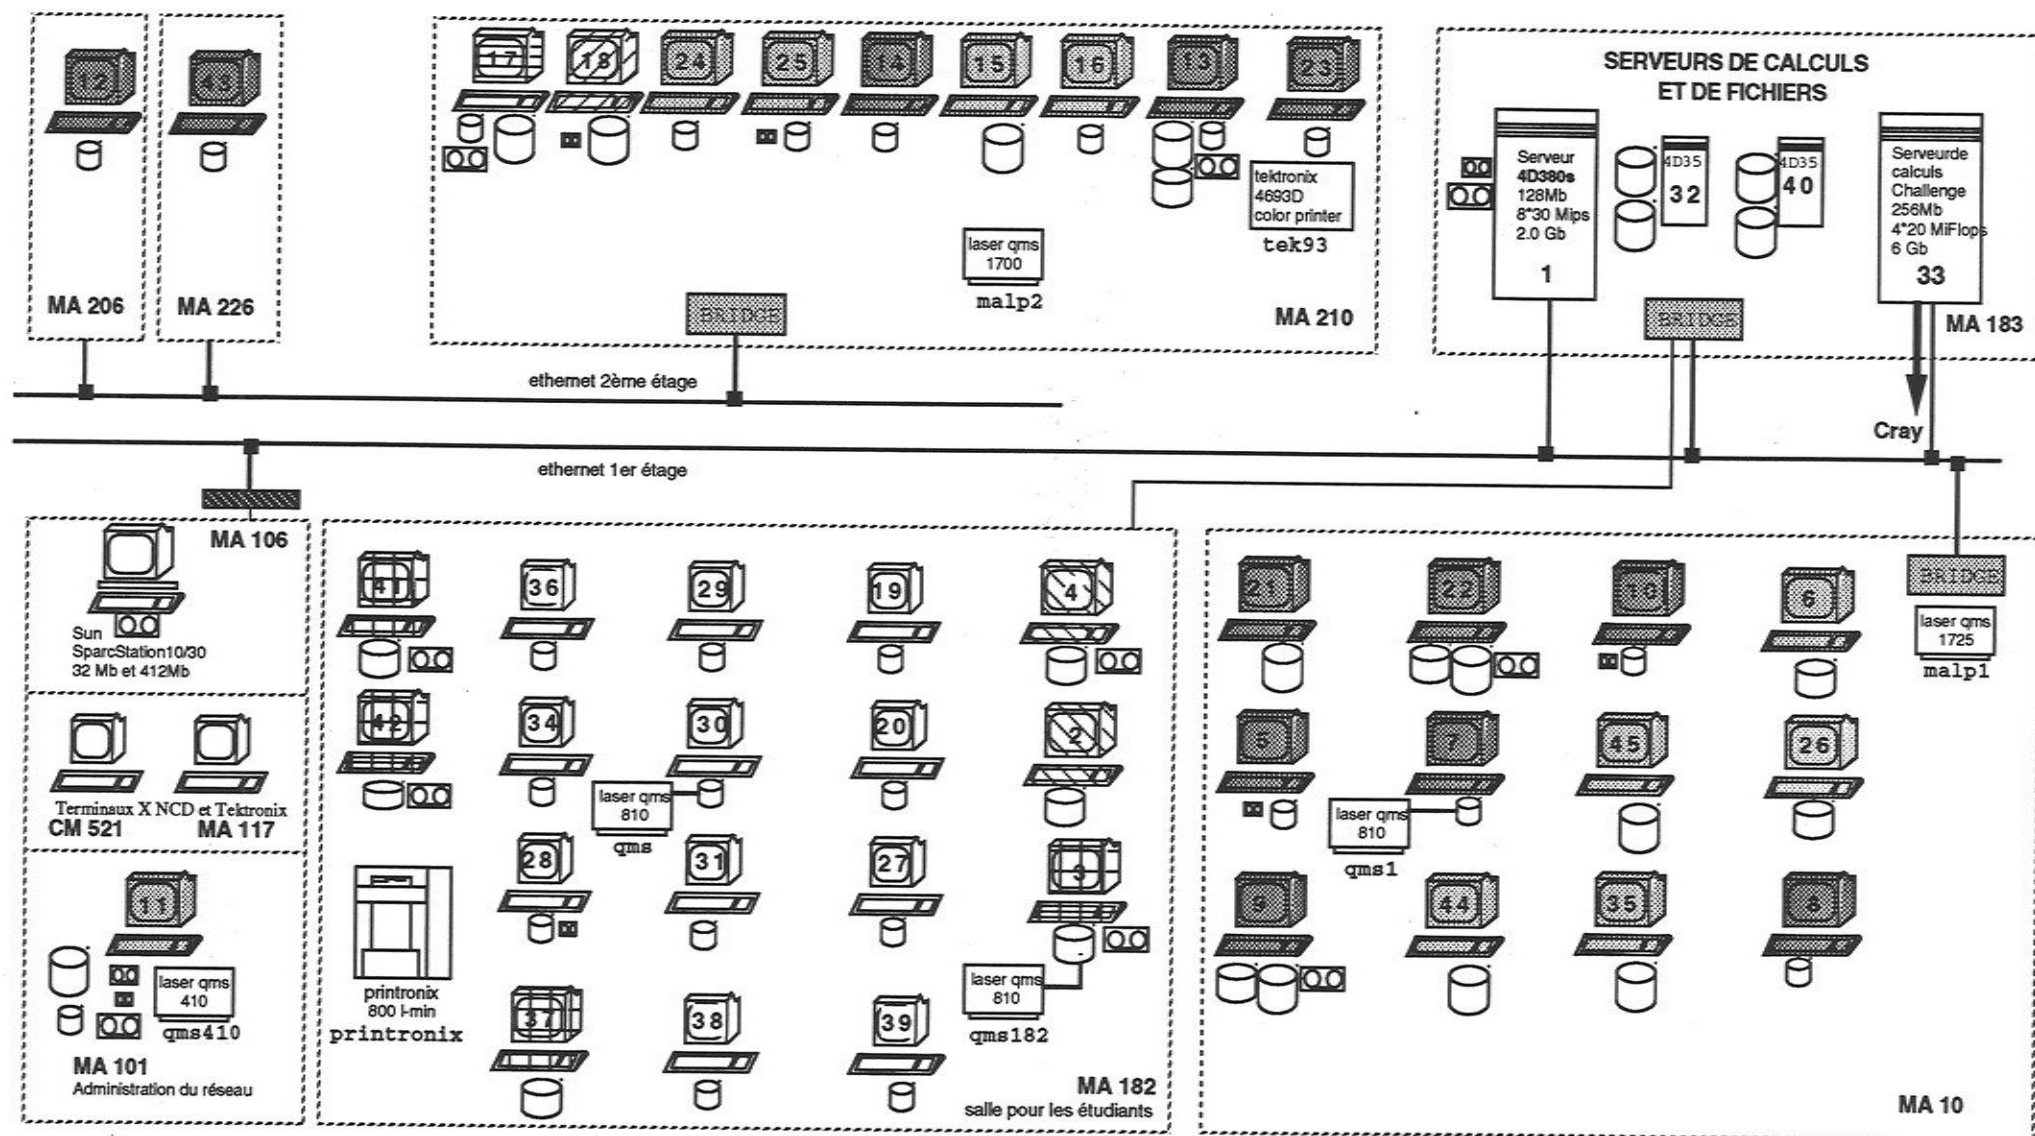 12
43
17
18
24
25
14
15
16
13
23
tektronix
4693D
color printer
tek93
laser qms
1700
malp2
BRIDGE
MA 206
MA 226
MA 210
SERVEURS DE CALCULS
ET DE FICHIERS
Serveur
4D380s
128Mb
8*30 Mips
2.0 Gb
1
4D35
32
4D35
40
Serveurde
calculs
Challenge
256Mb
4*20 MiFlops
6 Gb
33
BRIDGE
MA 183
Cray
ethernet 2ème étage
ethernet 1er étage
MA 106
Sun
SparcStation10/30
32 Mb et 412Mb
Terminaux X NCD et Tektronix
CM 521
MA 117
11
laser qms
410
qms410
MA 101
Administration du réseau
41
36
29
19
4
42
34
30
20
2
laser qms
810
qms
28
31
27
3
printronix
800 l-min
printronix
laser qms
810
qms182
37
38
39
MA 182
salle pour les étudiants
21
22
10
6
BRIDGE
laser qms
1725
malp1
5
7
45
26
laser qms
810
qms1
9
44
35
8
MA 10